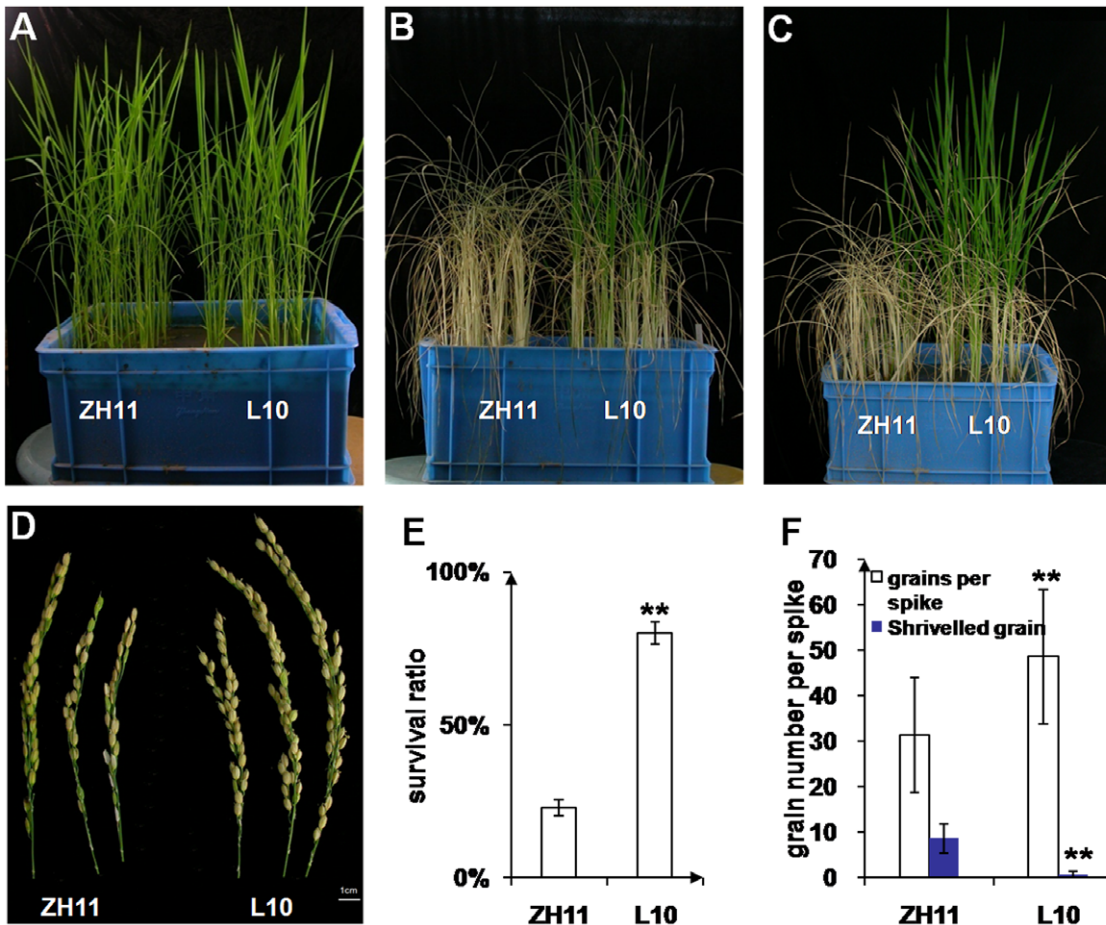 A
ZH11
L10
B
ZH11
L10
C
ZH11
L10
D
ZH11
L10
1cm
E
100%
50%
0%
survival ratio
**
ZH11
L10
F
70
60
50
40
30
20
10
0
grain number per spike
grains per
spike
Shrivelled grain
**
**
ZH11
L10